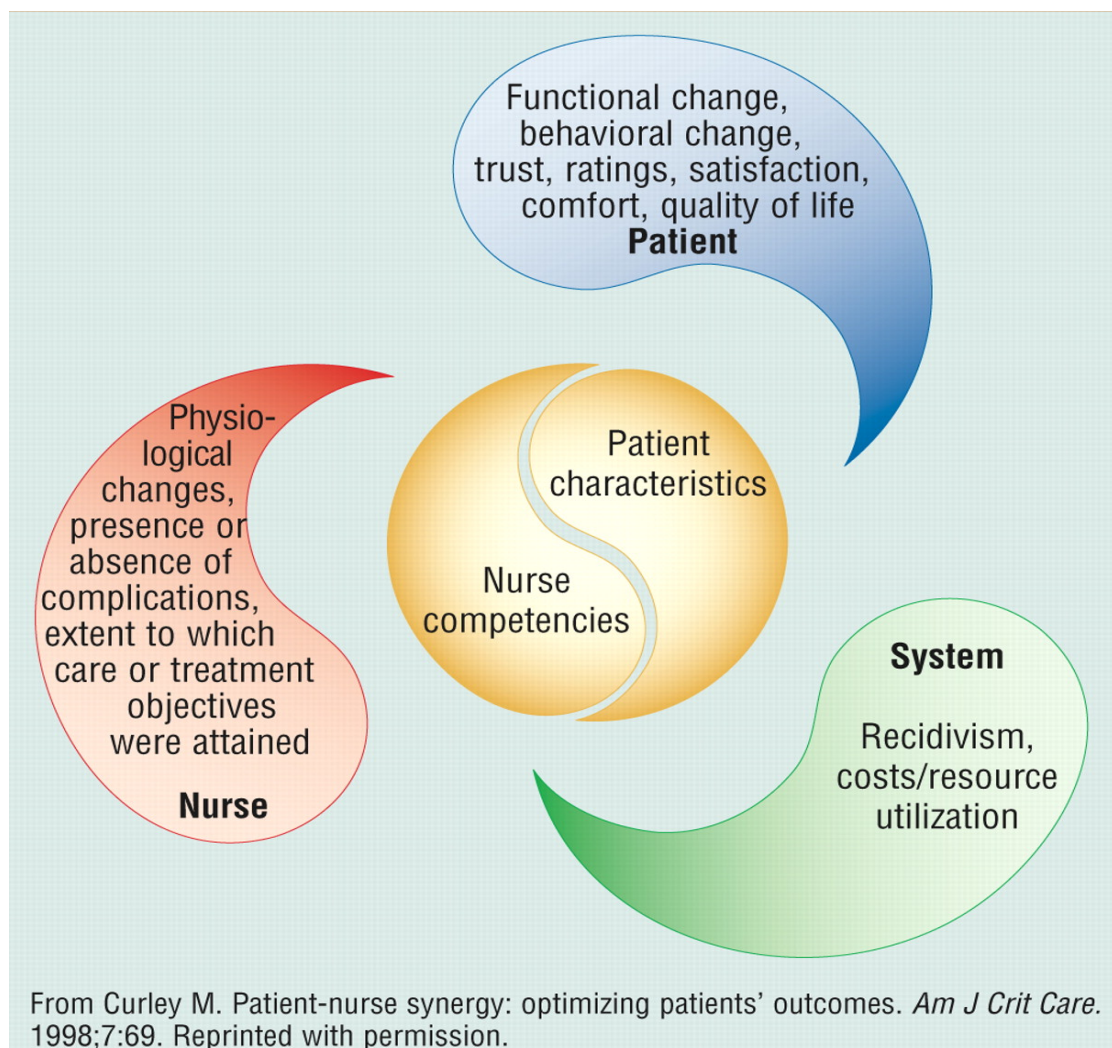 Functional change,
behavioral change,
trust, ratings, satisfaction,
comfort, quality of life
Patient
Physio-
logical
changes,
presence or
absence of
complications,
extent to which
care or treatment
objectives
were attained
Nurse
Patient
characteristics
Nurse
competencies
System
Recidivism,
costs/resource
utilization
From Curley M. Patient-nurse synergy: optimizing patients’ outcomes. Am J Crit Care.
1998;7:69. Reprinted with permission.